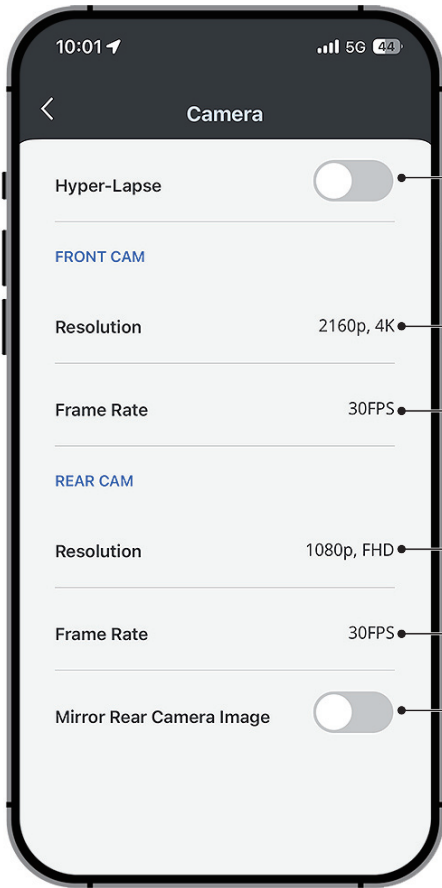 10:01 5G 44
Camera
Hyper-Lapse
FRONT CAM
Resolution 2160p, 4K
Frame Rate 30FPS
REAR CAM
Resolution 1080p, FHD
Frame Rate 30FPS
Mirror Rear Camera Image